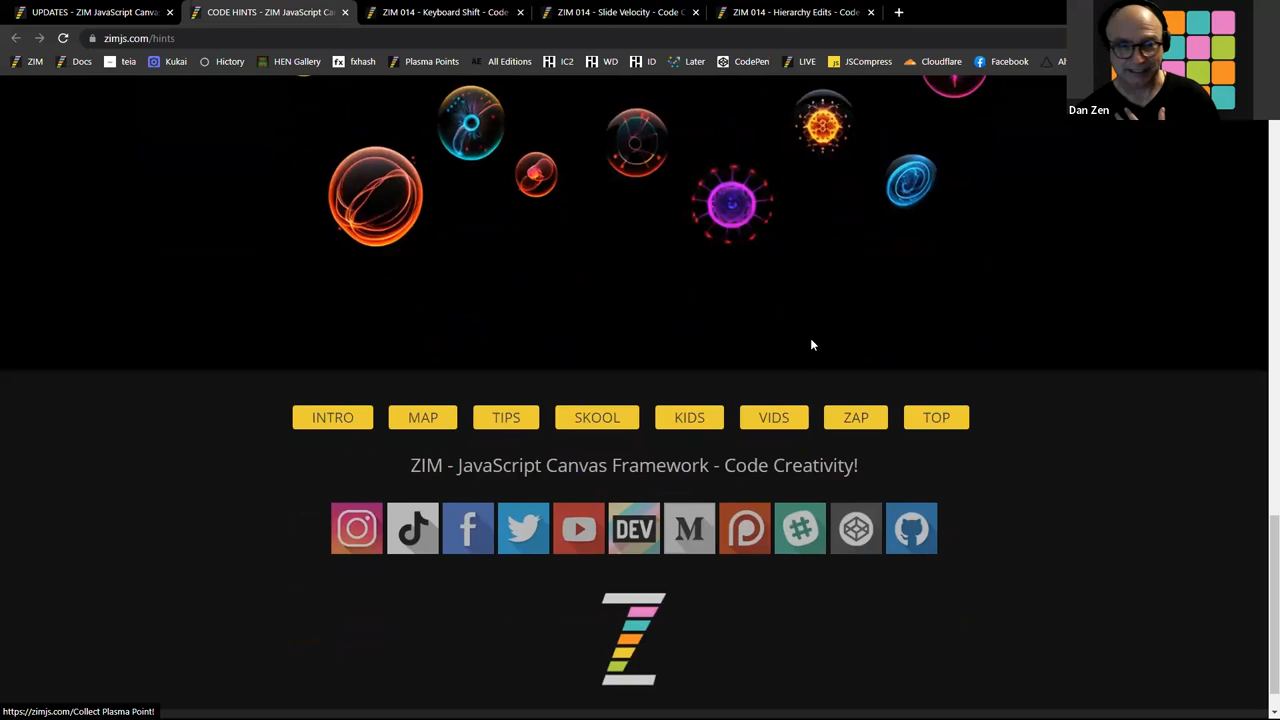 UPDATES - ZIM JavaScript Canva
CODE HINTS - ZIM JavaScript Ca
ZIM 014 - Keyboard Shift - Code
ZIM 014 - Slide Velocity - Code C
ZIM 014 - Hierarchy Edits - Code
zimjs.com/hints
ZIM Docs teia Kukai Hictory HEN Gallery fx fxhash Plasma Points AE All Editions IC2 WD ID Later CodePen LIVE JS JSCompress Cloudflare Facebook
Dan Zen
INTRO MAP TIPS SKOOL KIDS VIDS ZAP TOP
ZIM - JavaScript Canvas Framework - Code Creativity!
DEV
https://zimjs.com/Collect Plasma Point!